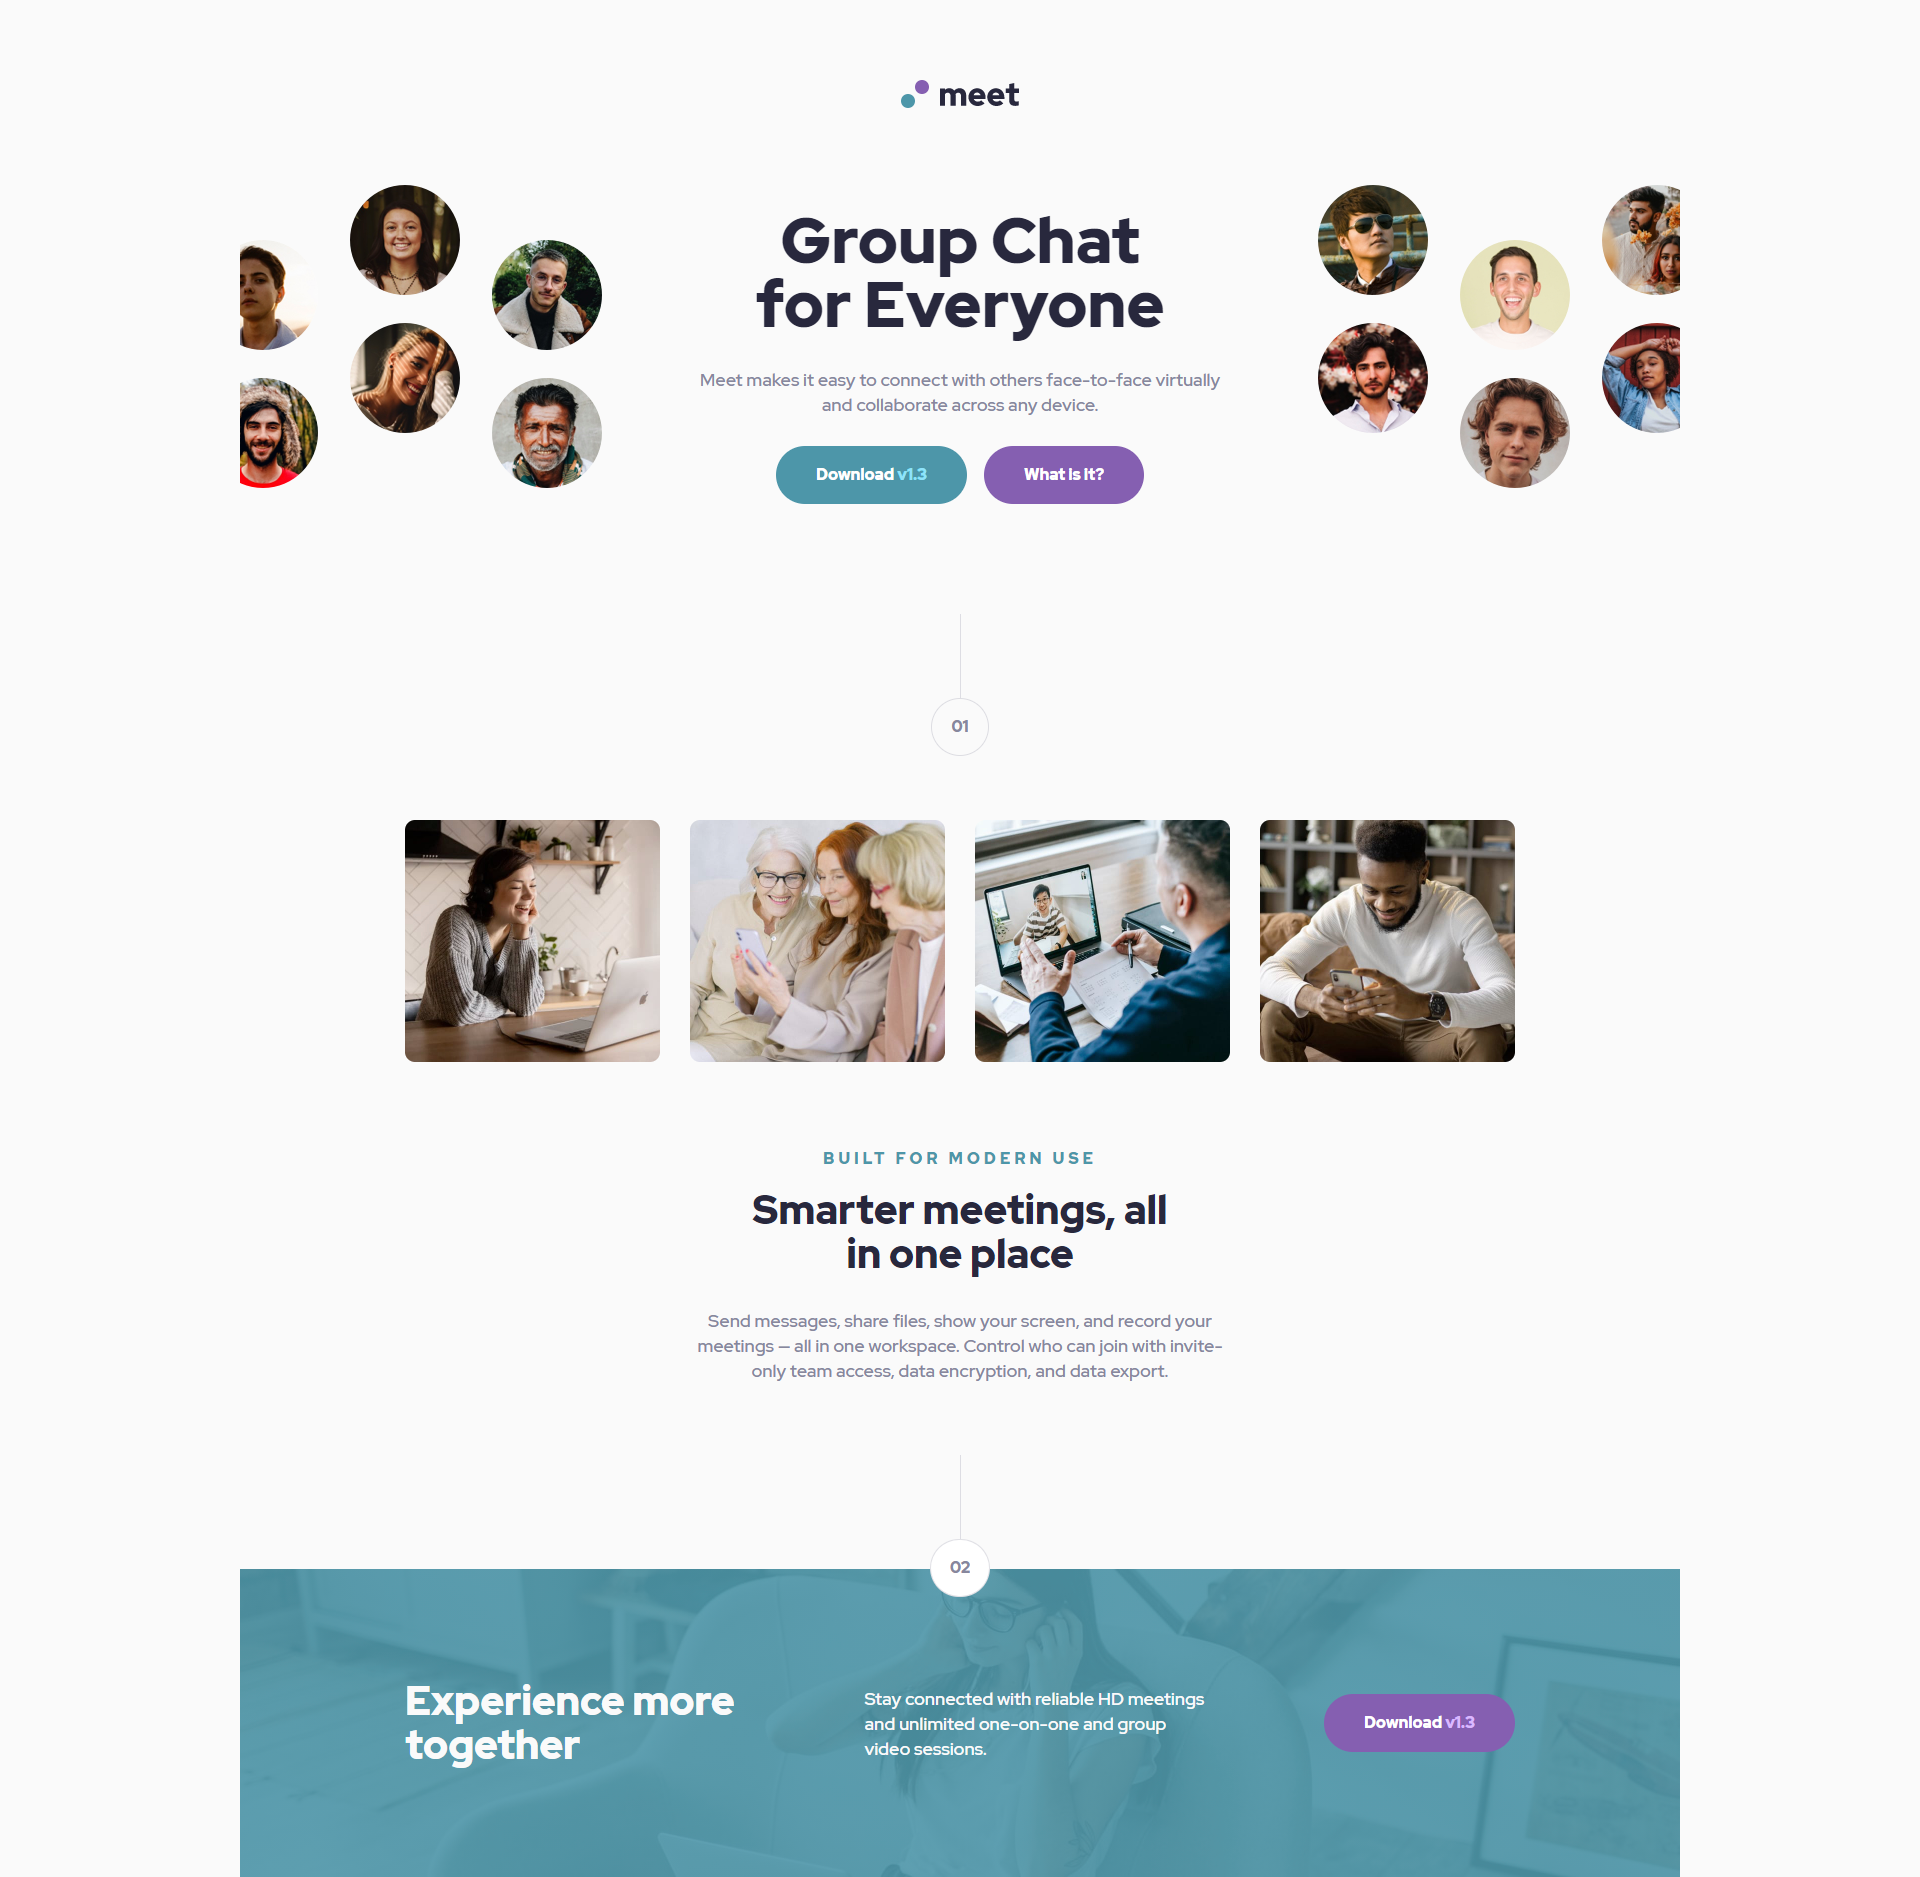 meet
Group Chat
for Everyone
Meet makes it easy to connect with others face-to-face virtually
and collaborate across any device.
Download v1.3
What is it?
01
BUILT FOR MODERN USE
Smarter meetings, all
in one place
Send messages, share files, show your screen, and record your
meetings — all in one workspace. Control who can join with invite-
only team access, data encryption, and data export.
02
Experience more
together
Stay connected with reliable HD meetings
and unlimited one-on-one and group
video sessions.
Download v1.3